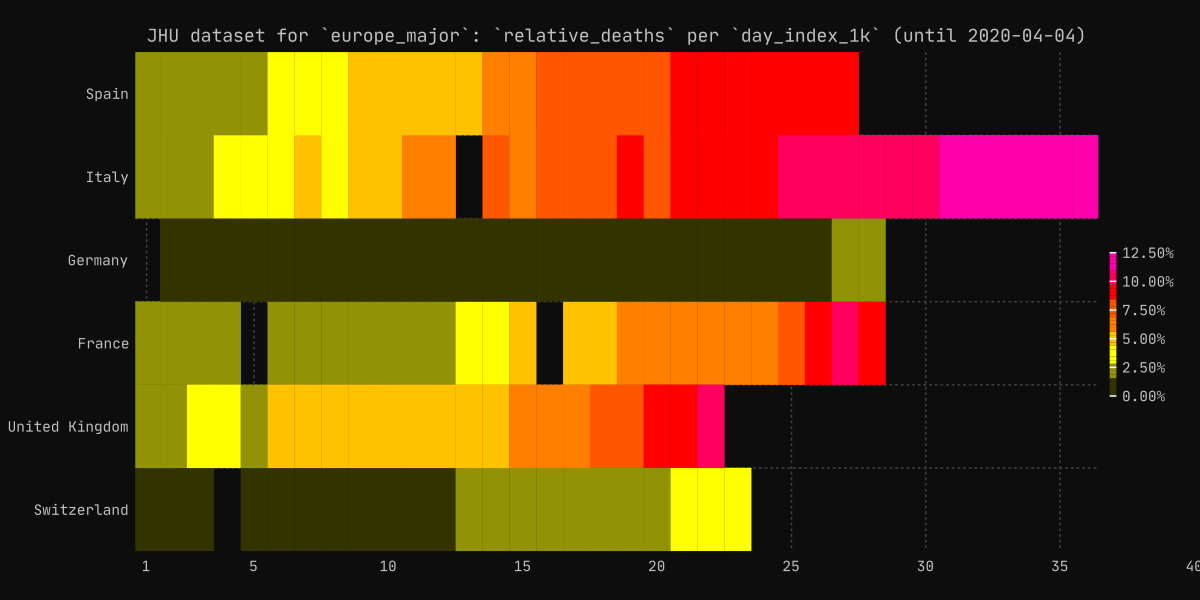 JHU dataset for `europe_major`: `relative_deaths` per `day_index_1k` (until 2020-04-04)
Spain
Italy
Germany
France
United Kingdom
Switzerland
12.50%
10.00%
7.50%
5.00%
2.50%
0.00%
1 5 10 15 20 25 30 35 40